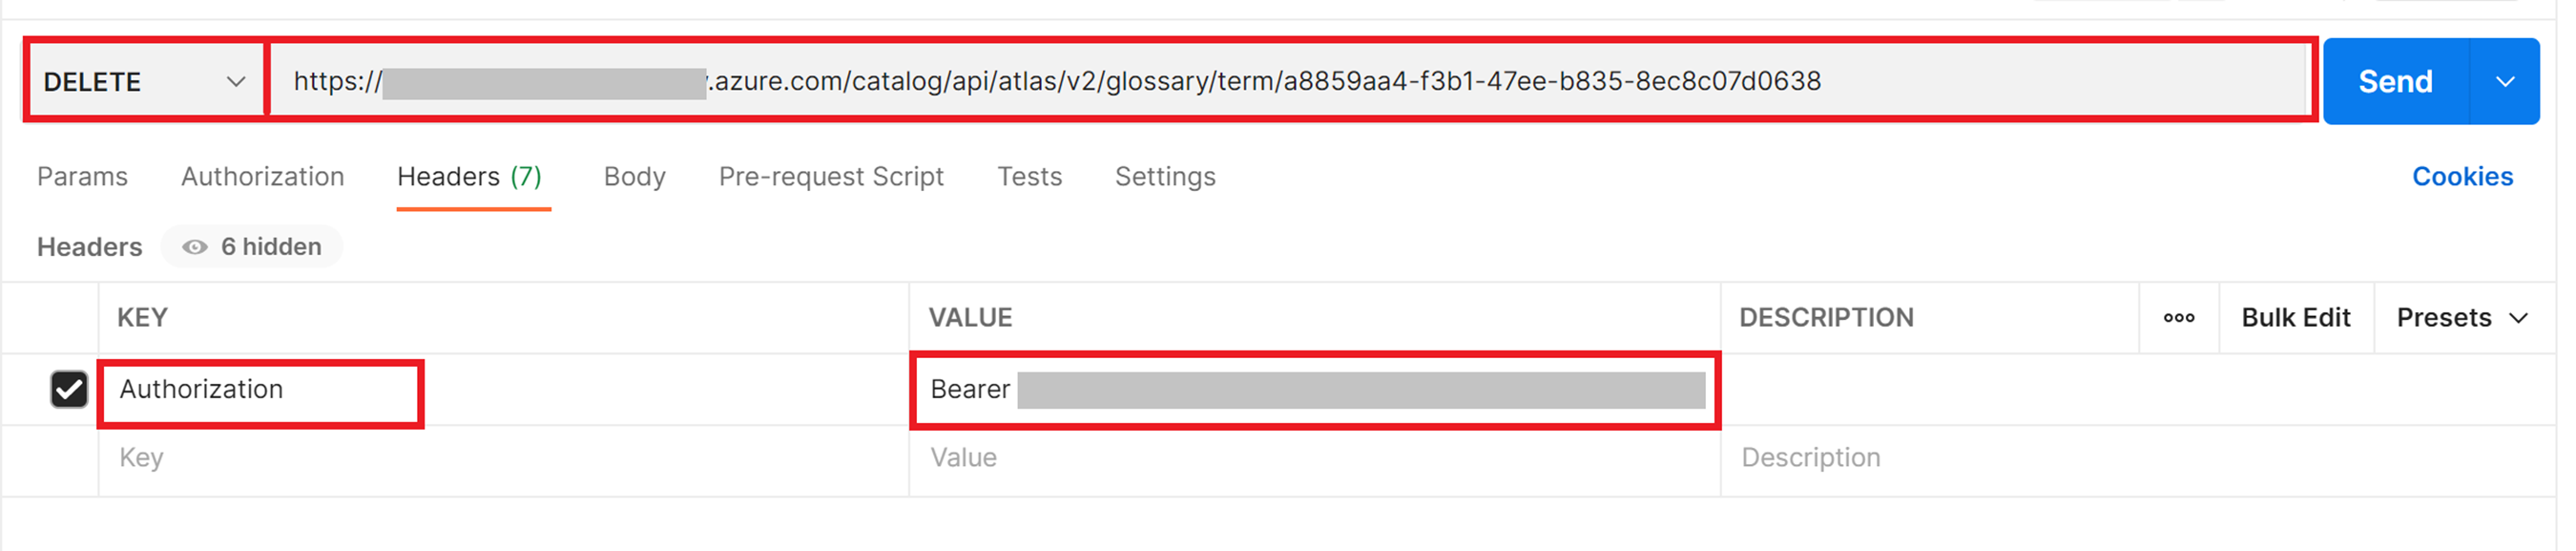 DELETE https:// .azure.com/catalog/api/atlas/v2/glossary/term/a8859aa4-f3b1-47ee-b835-8ec8c07d0638 Send
Params Authorization Headers (7) Body Pre-request Script Tests Settings Cookies
Headers 6 hidden
KEY VALUE DESCRIPTION ooo Bulk Edit Presets
Authorization Bearer
Key Value Description